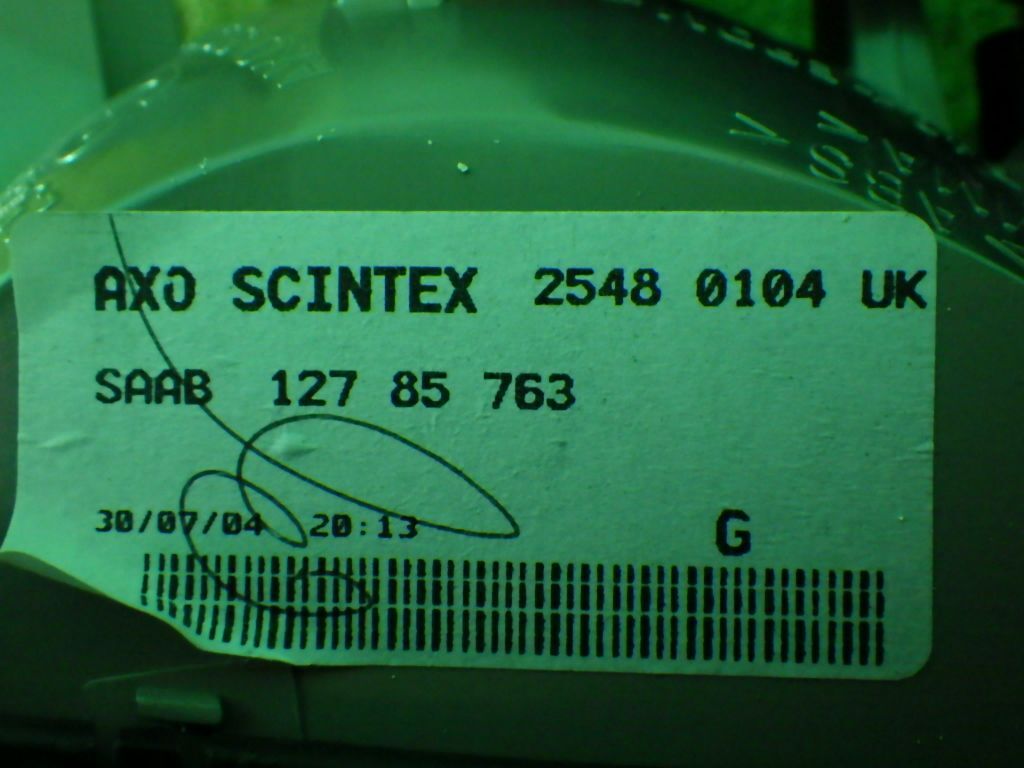 AXO SCINTEX 2548 0104 UK
SAAB 127 85 763
30/07/04 20:13
G